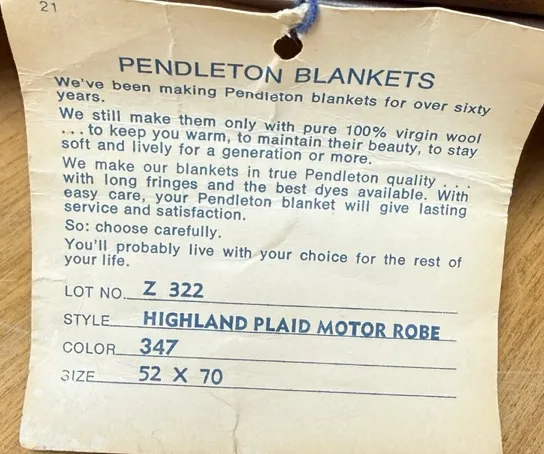 21
PENDLETON BLANKETS
We've been making Pendleton blankets for over sixty
years.
We still make them only with pure 100% virgin wool
...to keep you warm, to maintain their beauty, to stay
soft and lively for a generation or more.
We make our blankets in true Pendleton quality...
with long fringes and the best dyes available. With
easy care, your Pendleton blanket will give lasting
service and satisfaction.
So: choose carefully.
You'll probably live with your choice for the rest of
your life.
LOT NO. Z 322
STYLE HIGHLAND PLAID MOTOR ROBE
COLOR 347
SIZE 52 X 70